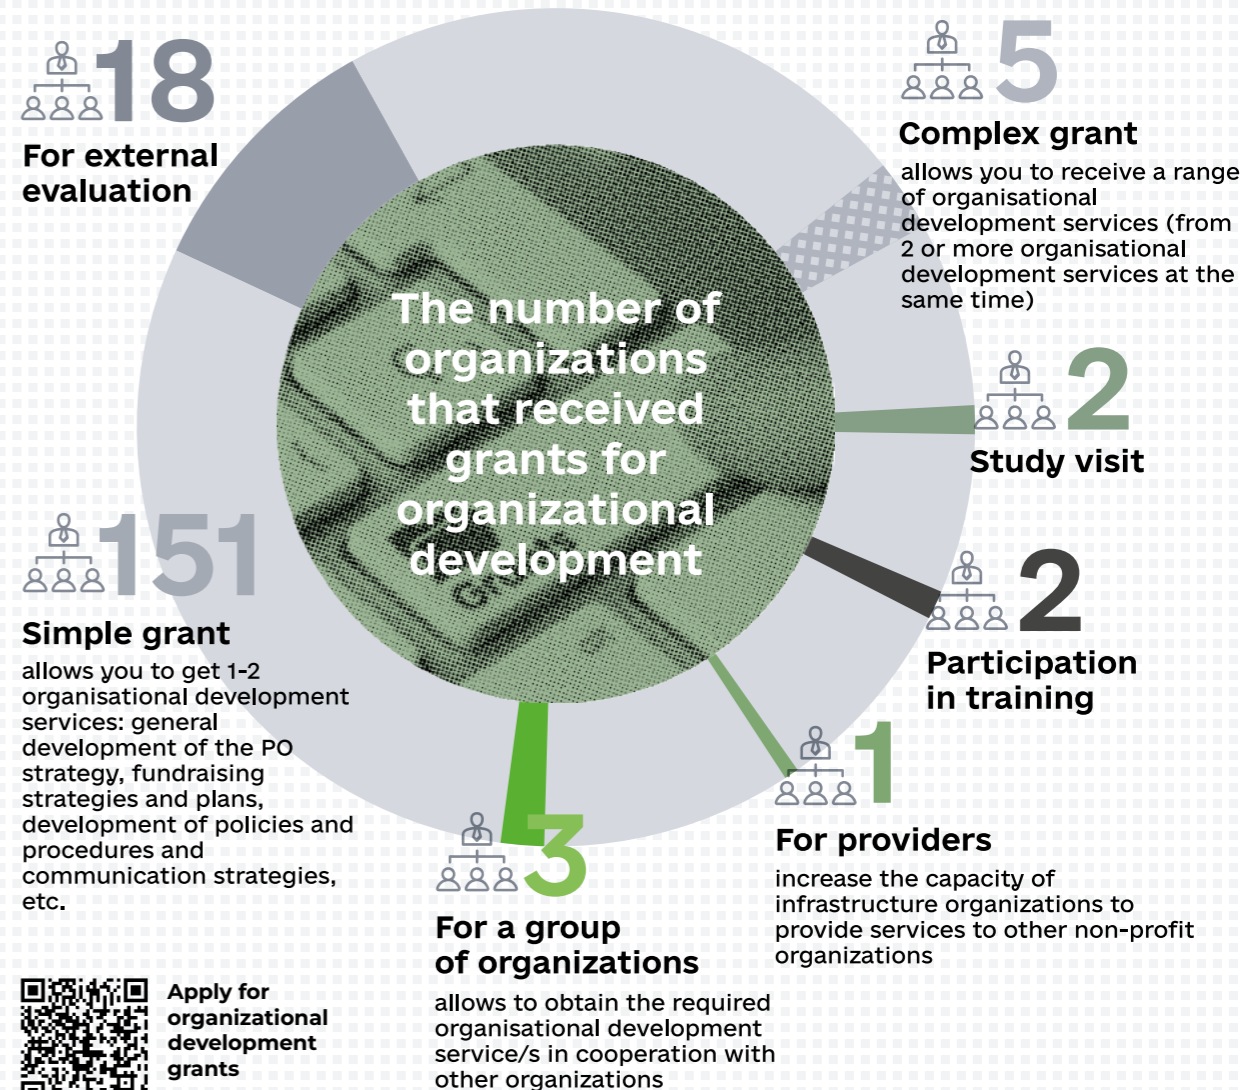 The number of
organizations
that received
grants for
organizational
development
18
For external
evaluation
5
Complex grant
allows you to receive a range
of organisational
development services (from
2 or more organisational
development services at the
same time)
2
Study visit
2
Participation
in training
1
For providers
increase the capacity of
infrastructure organizations to
provide services to other non-profit
organizations
3
For a group
of organizations
allows to obtain the required
organisational development
service/s in cooperation with
other organizations
151
Simple grant
allows you to get 1-2
organisational development
services: general
development of the PO
strategy, fundraising
strategies and plans,
development of policies and
procedures and
communication strategies,
etc.
Apply for
organizational
development
grants